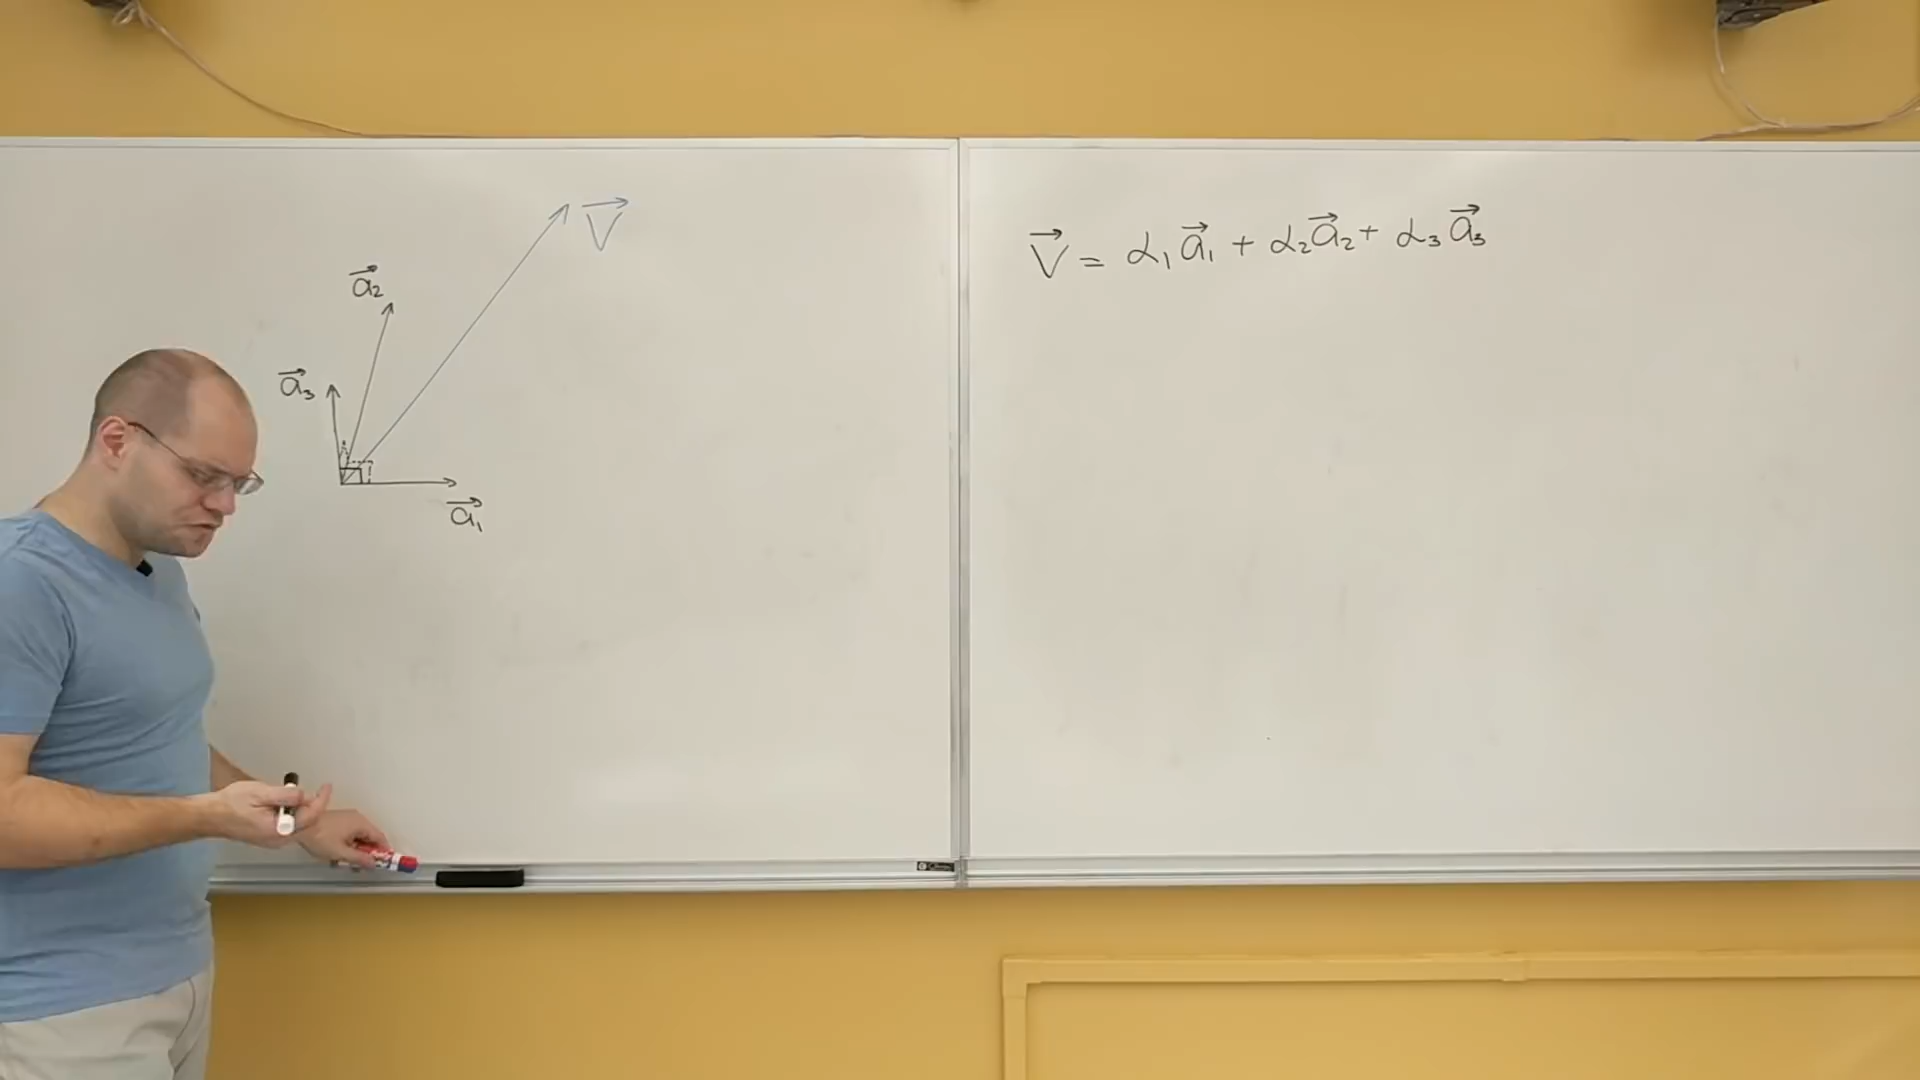 V⃗
a⃗₂
a⃗₃
a⃗₁
V⃗ = α₁a⃗₁ + α₂a⃗₂ + α₃a⃗₃